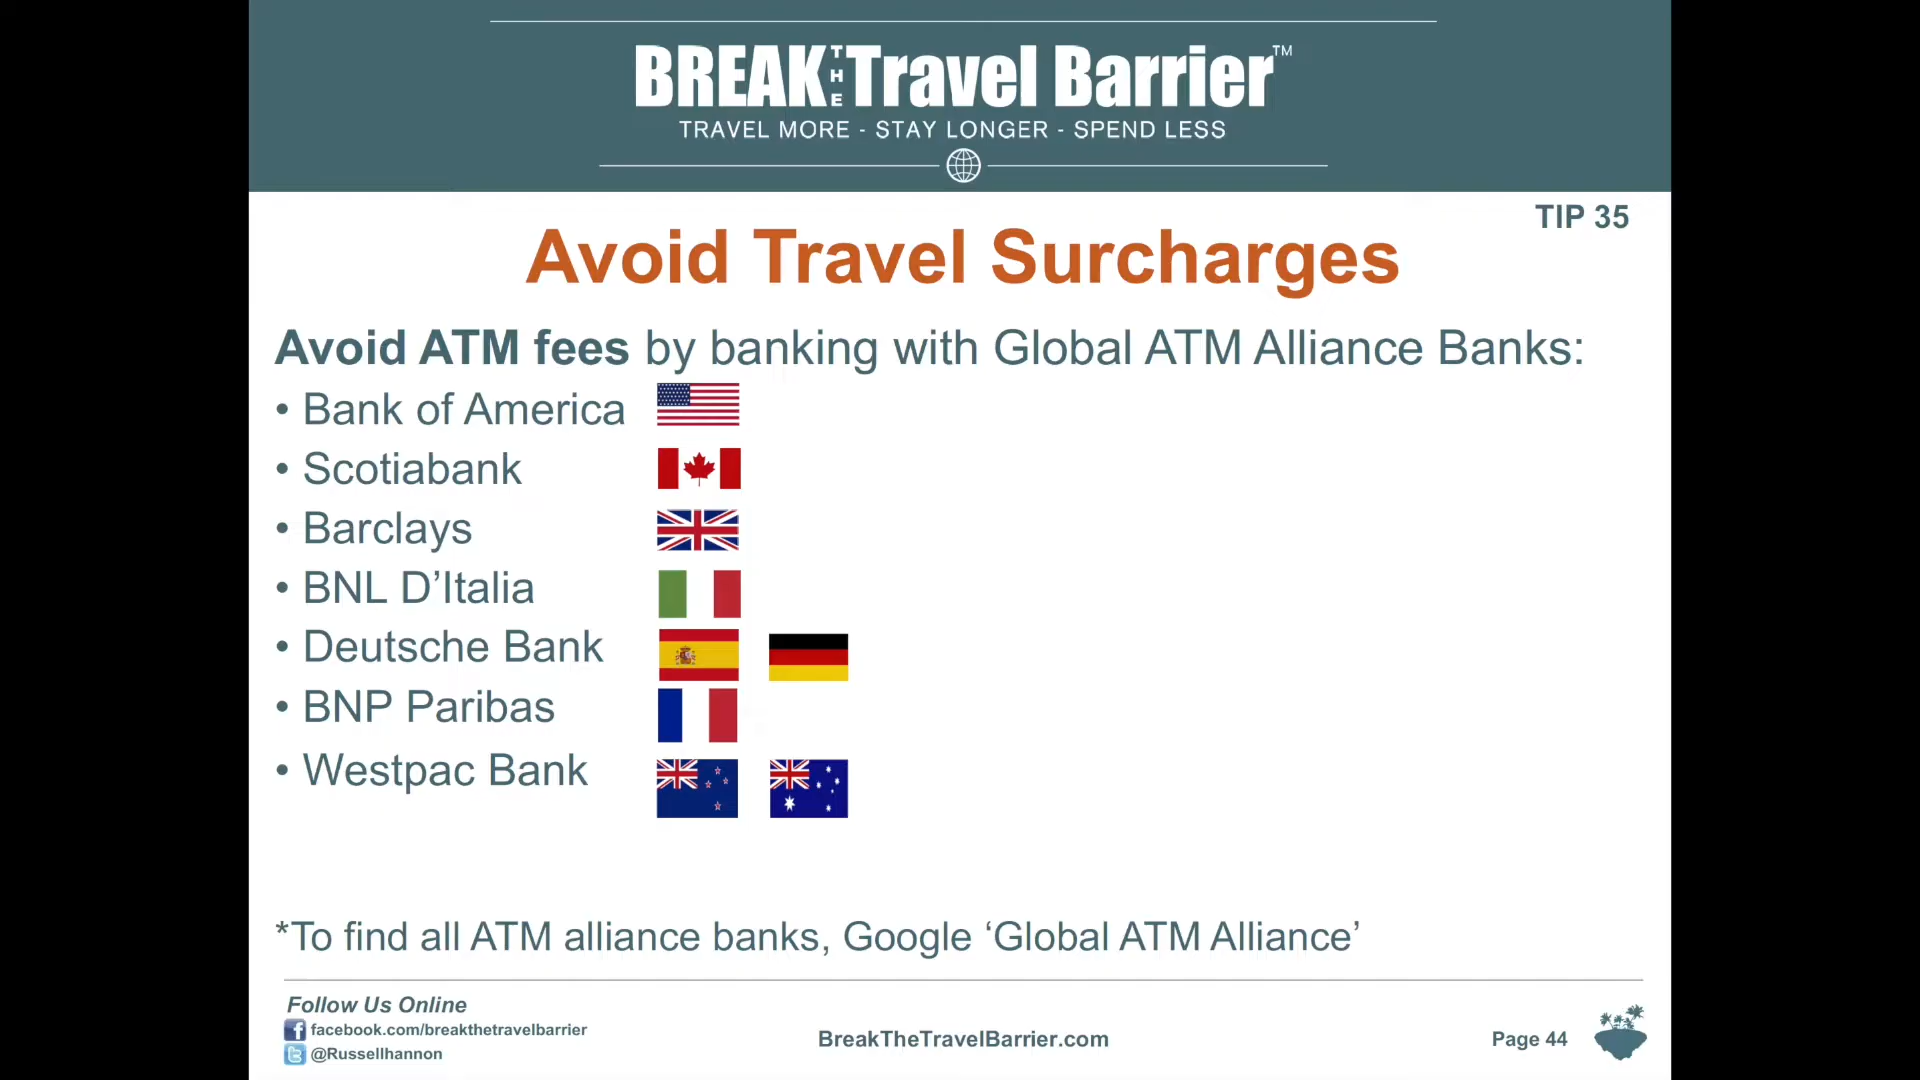 BREAK THE Travel Barrier™
TRAVEL MORE - STAY LONGER - SPEND LESS
TIP 35
Avoid Travel Surcharges
Avoid ATM fees by banking with Global ATM Alliance Banks:
• Bank of America
• Scotiabank
• Barclays
• BNL D’Italia
• Deutsche Bank
• BNP Paribas
• Westpac Bank
*To find all ATM alliance banks, Google ‘Global ATM Alliance’
Follow Us Online
facebook.com/breakthetravelbarrier
@Russellhannon
BreakTheTravelBarrier.com
Page 44